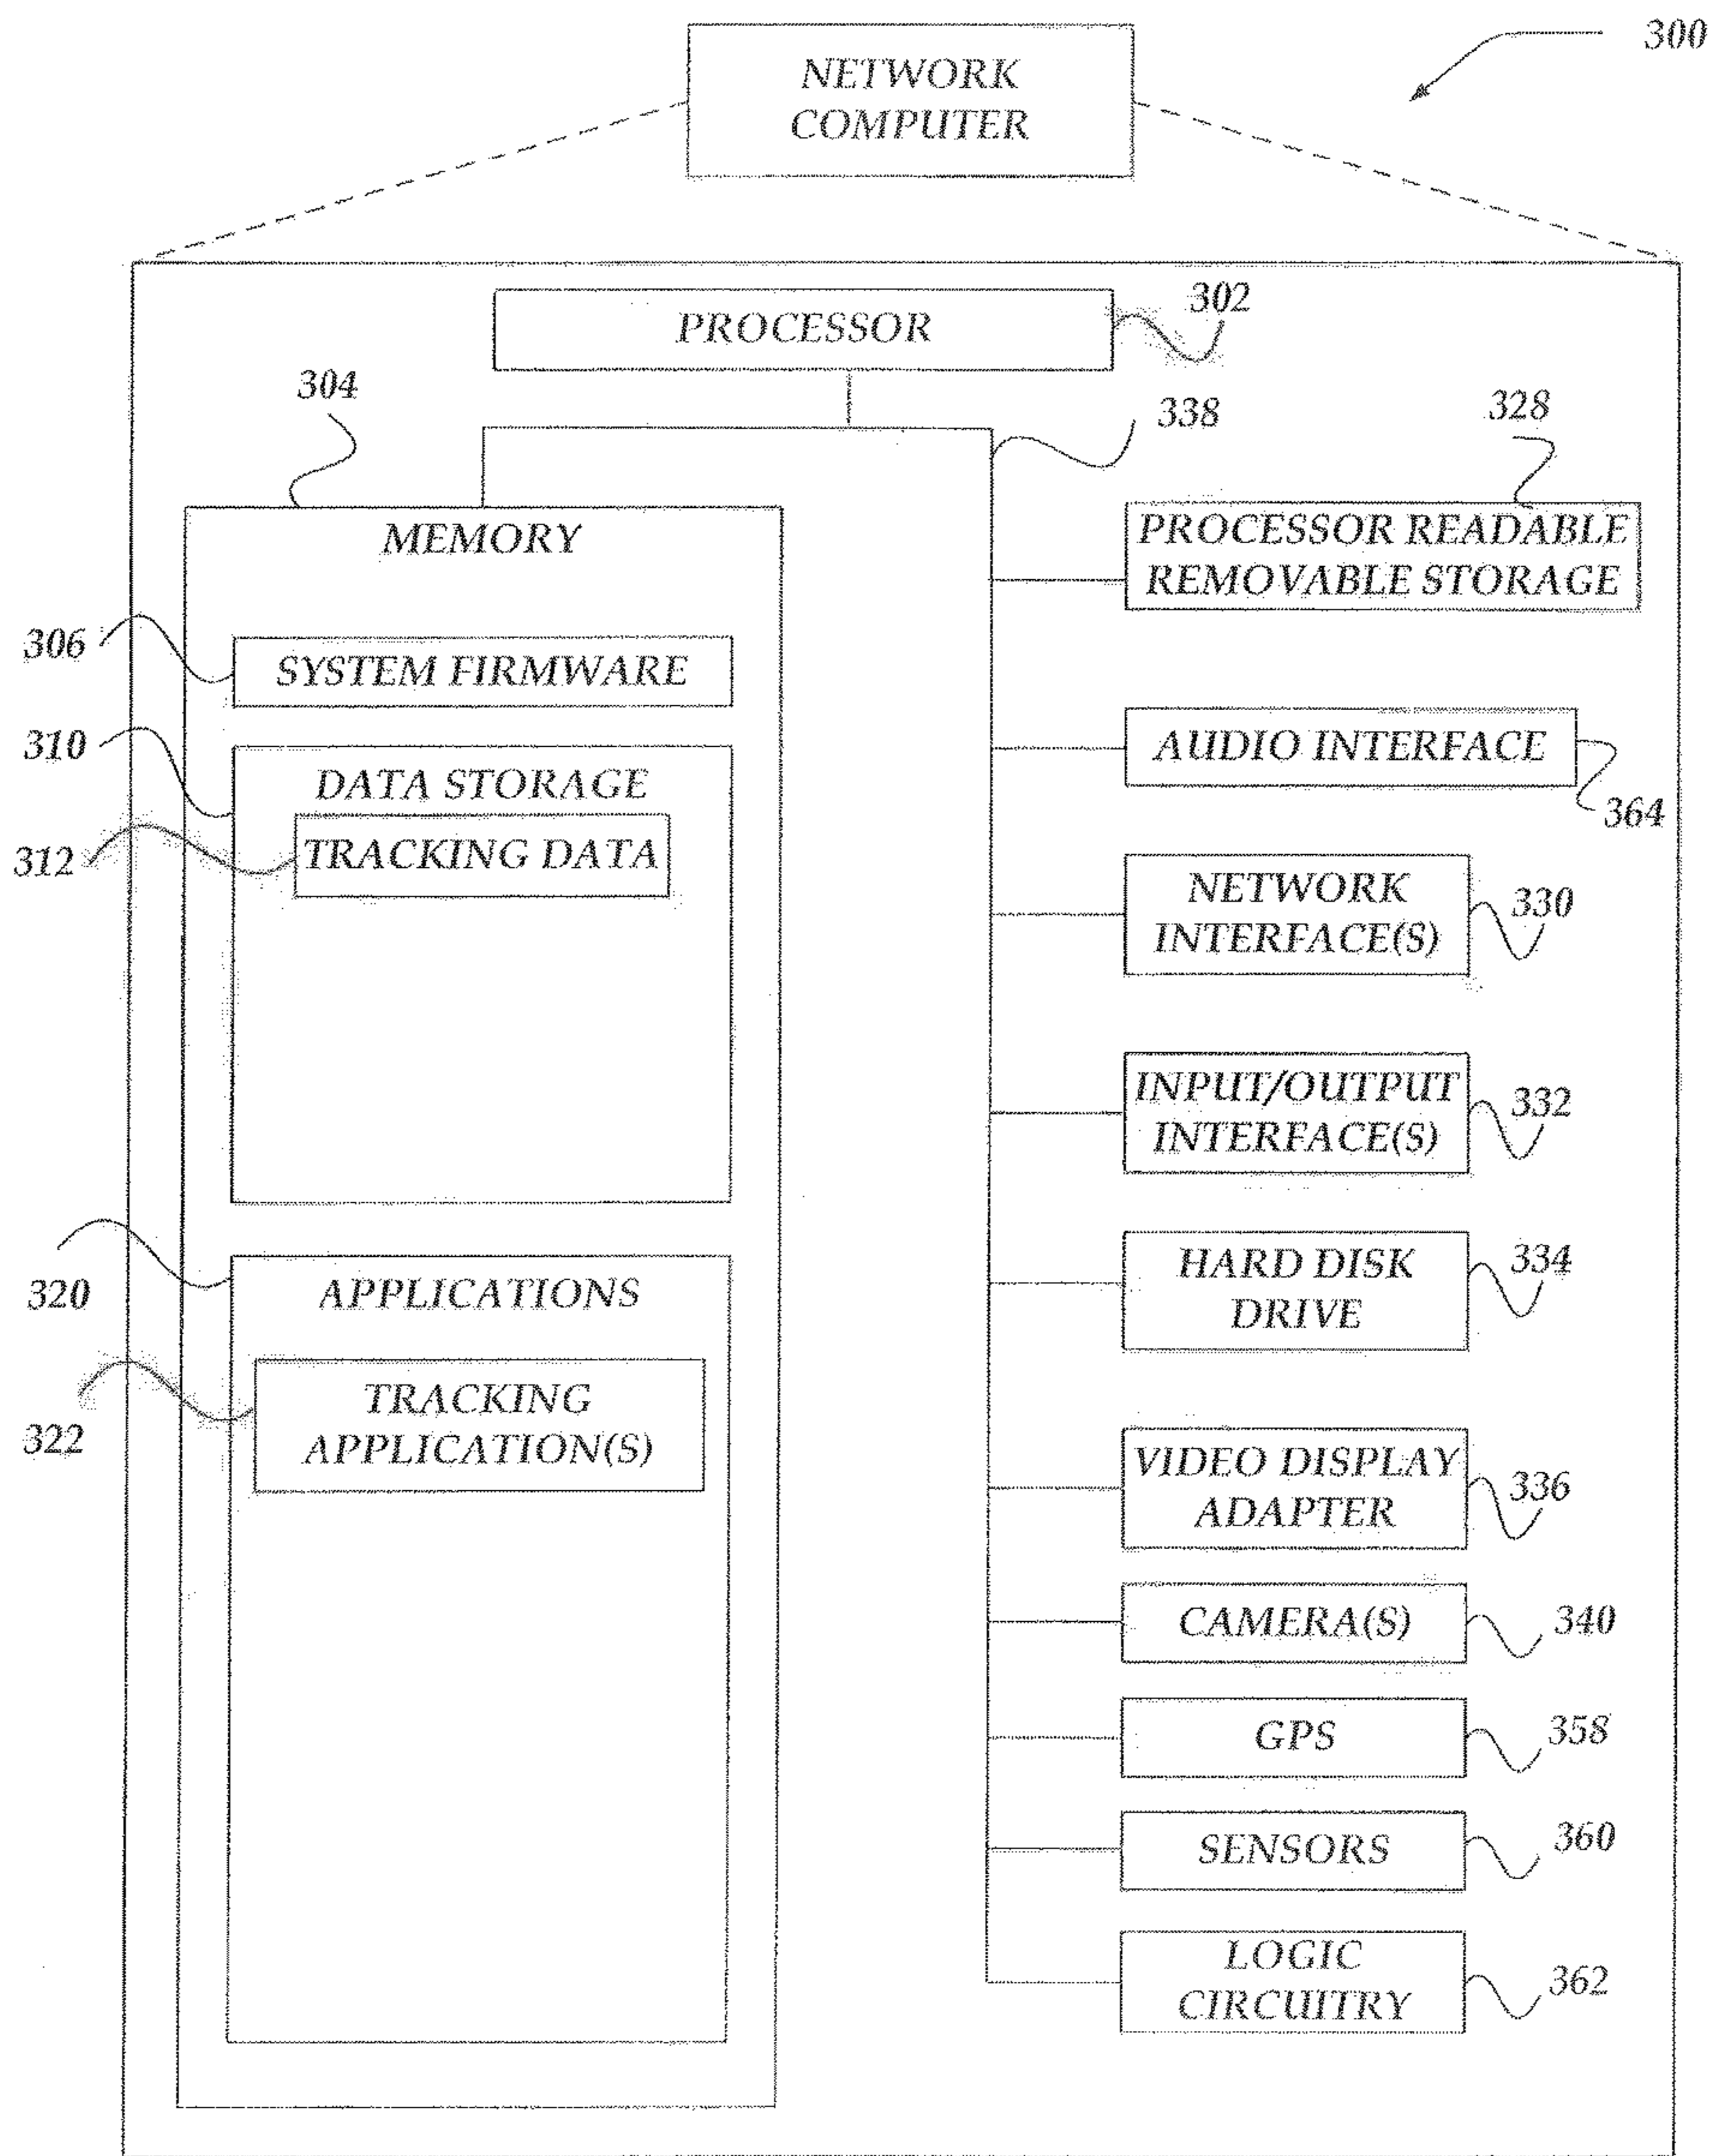 300
NETWORK
COMPUTER
PROCESSOR
302
304
338
328
MEMORY
PROCESSOR READABLE
REMOVABLE STORAGE
306
SYSTEM FIRMWARE
310
DATA STORAGE
312
TRACKING DATA
AUDIO INTERFACE
364
NETWORK
INTERFACE(S)
330
INPUT/OUTPUT
INTERFACE(S)
332
320
APPLICATIONS
322
TRACKING
APPLICATION(S)
HARD DISK
DRIVE
334
VIDEO DISPLAY
ADAPTER
336
CAMERA(S)
340
GPS
358
SENSORS
360
LOGIC
CIRCUITRY
362